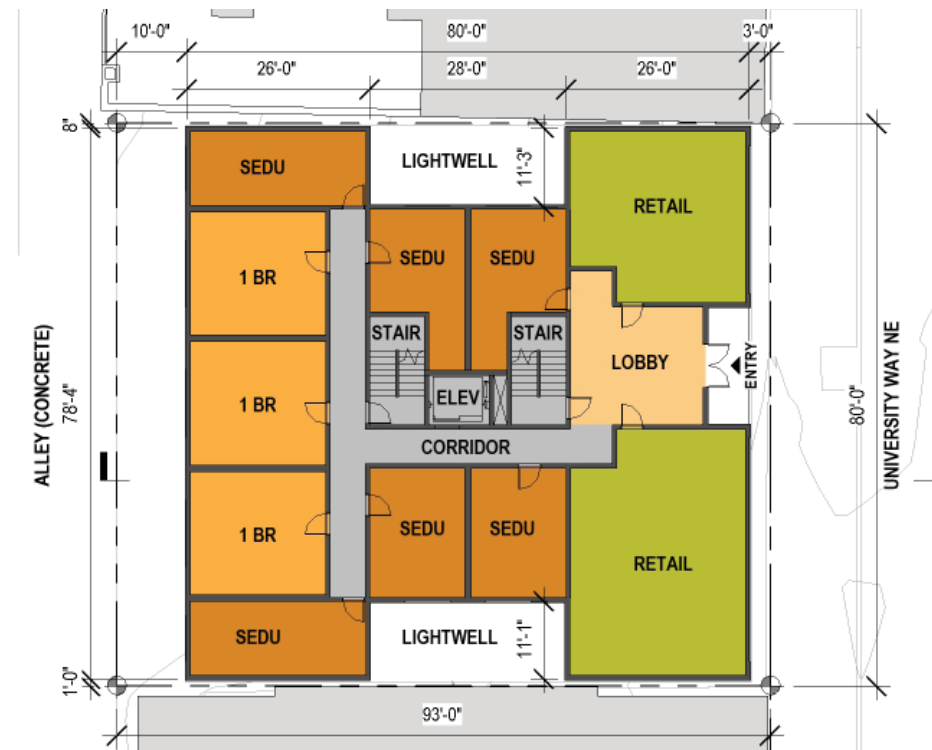 10'-0"
80'-0"
3'-0"
26'-0"
28'-0"
26'-0"
8"
SEDU
LIGHTWELL
11'-3"
RETAIL
1 BR
SEDU
SEDU
STAIR
STAIR
LOBBY
ENTRY
ELEV
1 BR
ALLEY (CONCRETE)
78'-4"
80'-0"
UNIVERSITY WAY NE
CORRIDOR
1 BR
SEDU
SEDU
RETAIL
SEDU
LIGHTWELL
11'-1"
1'-0"
93'-0"